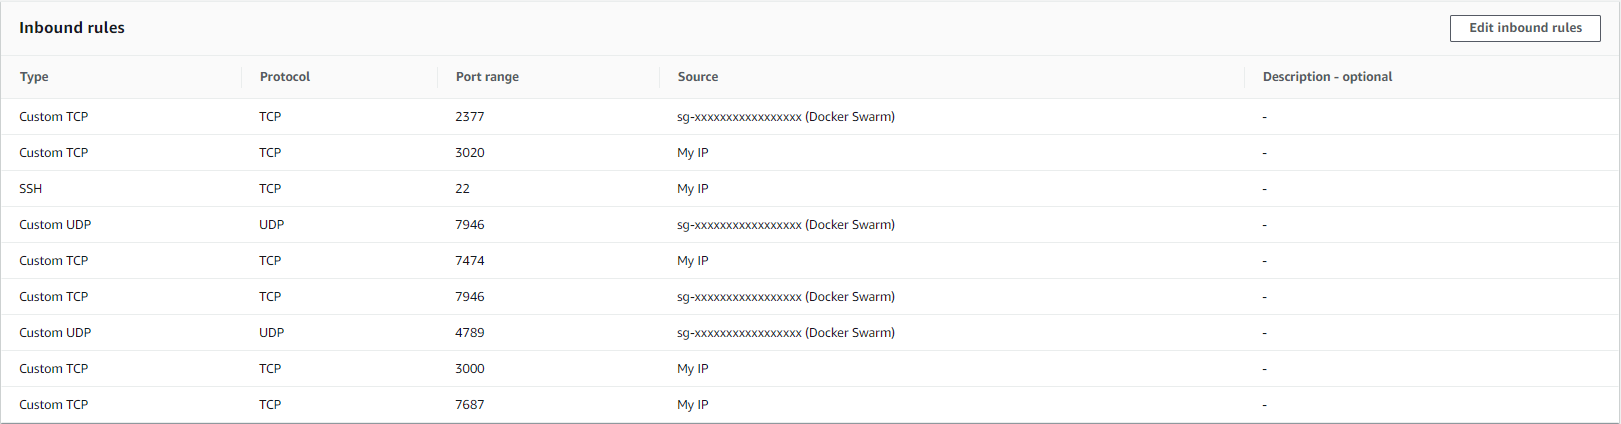 Inbound rules Edit inbound rules
Type Protocol Port range Source Description - optional
Custom TCP TCP 2377 sg-xxxxxxxxxxxxxxxxx (Docker Swarm) -
Custom TCP TCP 3020 My IP -
SSH TCP 22 My IP -
Custom UDP UDP 7946 sg-xxxxxxxxxxxxxxxxx (Docker Swarm) -
Custom TCP TCP 7474 My IP -
Custom TCP TCP 7946 sg-xxxxxxxxxxxxxxxxx (Docker Swarm) -
Custom UDP UDP 4789 sg-xxxxxxxxxxxxxxxxx (Docker Swarm) -
Custom TCP TCP 3000 My IP -
Custom TCP TCP 7687 My IP -